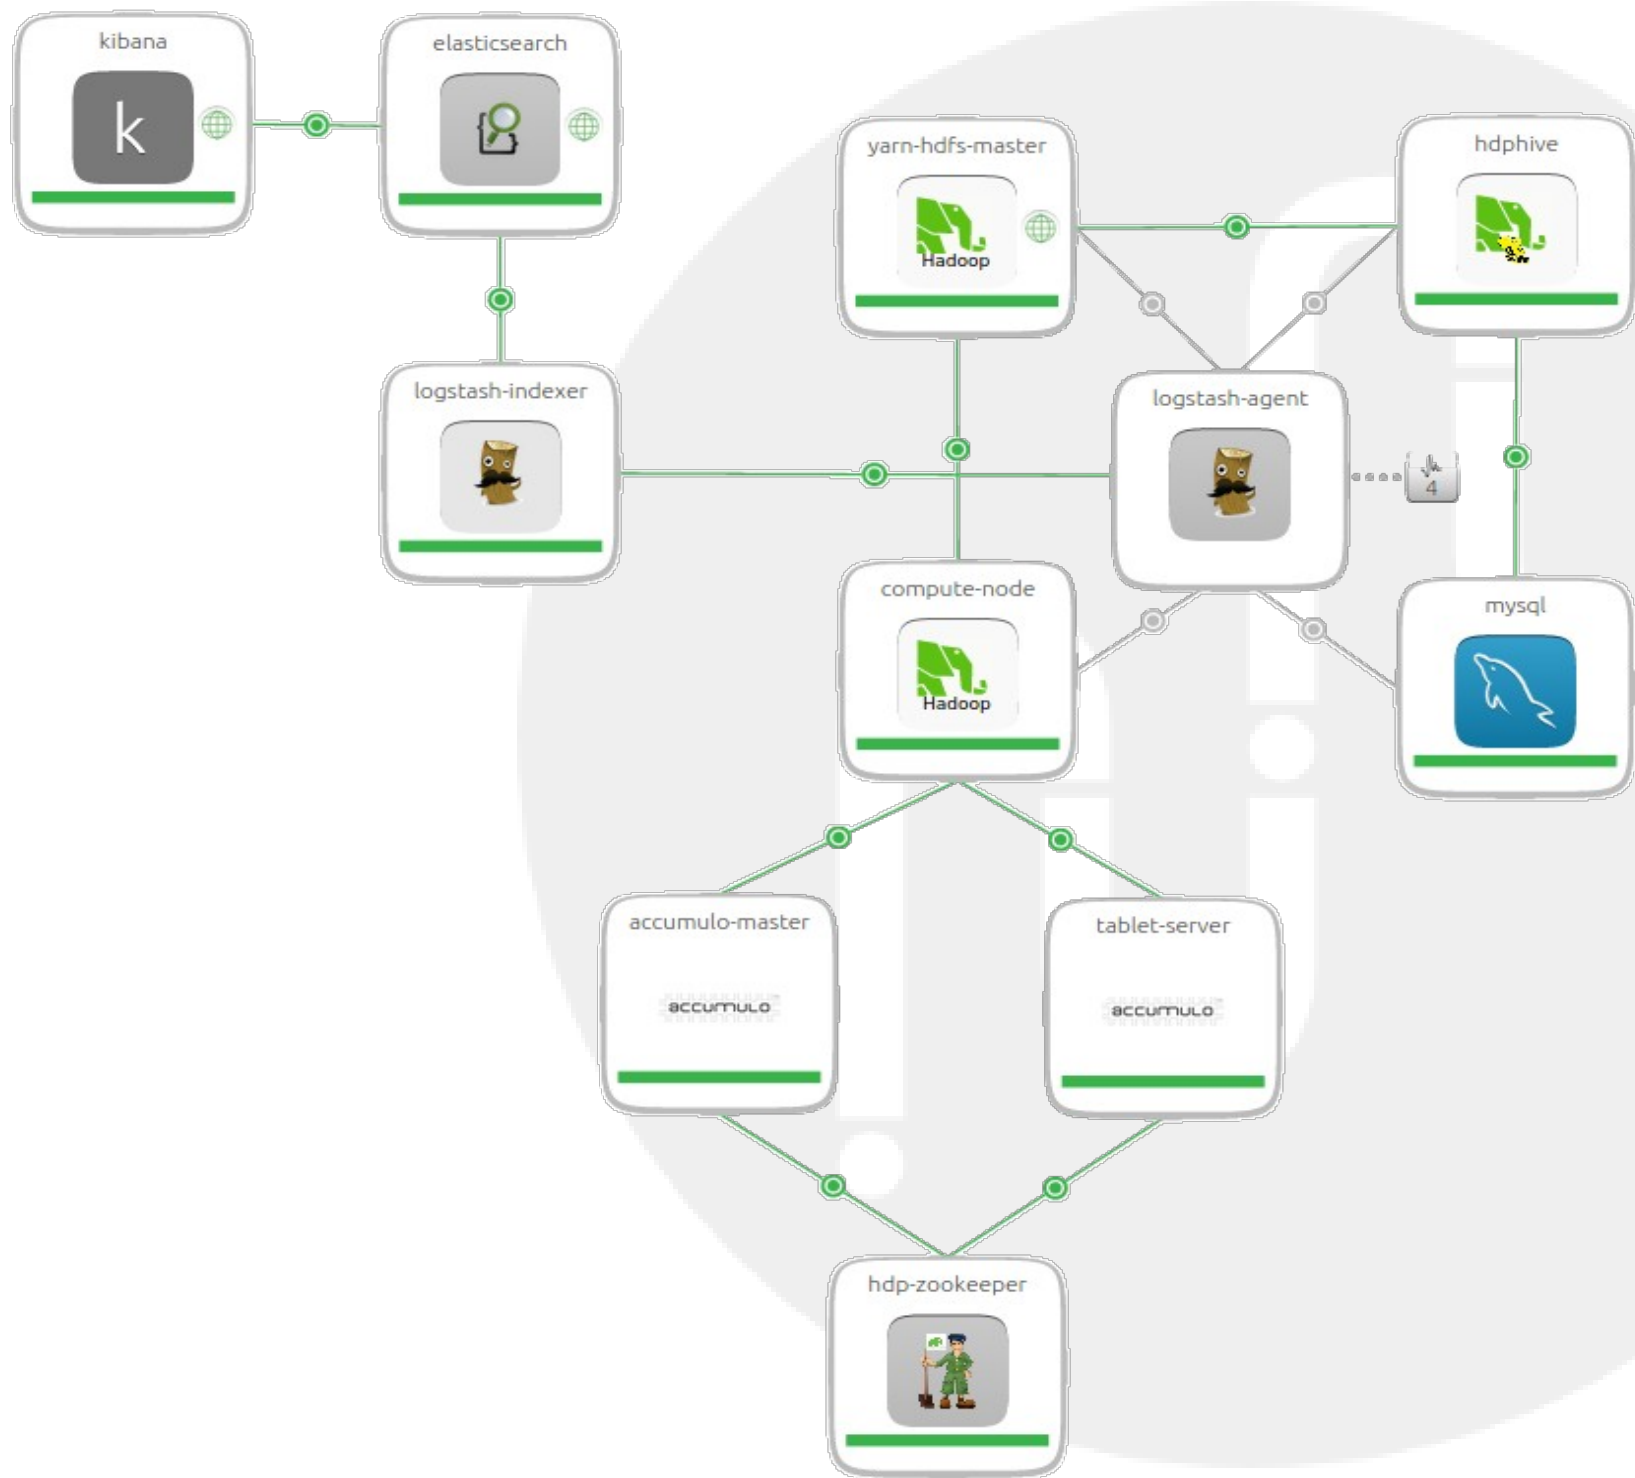 kibana
k
elasticsearch
yarn-hdfs-master
Hadoop
hdphive
logstash-indexer
logstash-agent
4
compute-node
Hadoop
mysql
accumulo-master
accumulo
tablet-server
accumulo
hdp-zookeeper